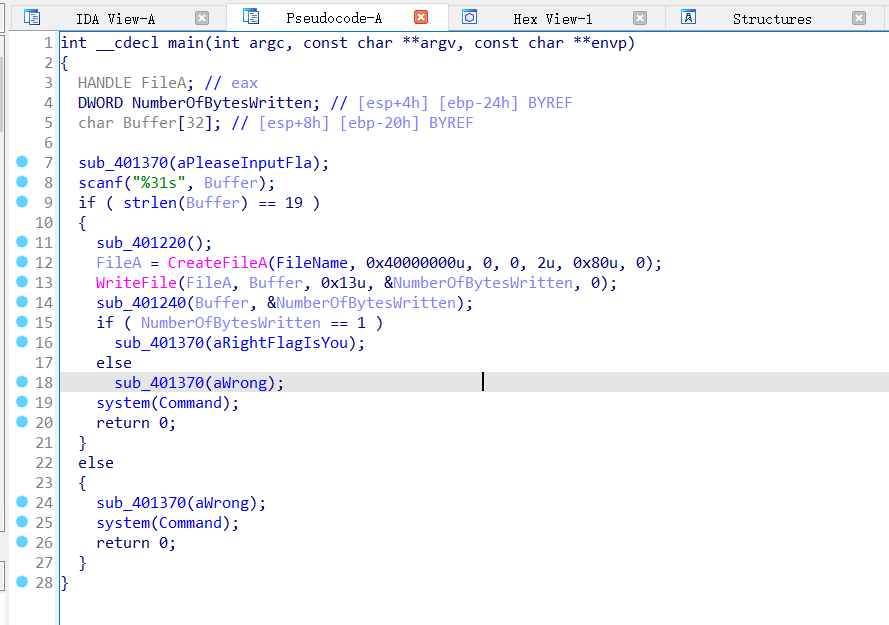 IDA View-A Pseudocode-A Hex View-1 Structures
1 int __cdecl main(int argc, const char **argv, const char **envp)
2 {
3 HANDLE FileA; // eax
4 DWORD NumberOfBytesWritten; // [esp+4h] [ebp-24h] BYREF
5 char Buffer[32]; // [esp+8h] [ebp-20h] BYREF
6
7 sub_401370(aPleaseInputFla);
8 scanf("%31s", Buffer);
9 if ( strlen(Buffer) == 19 )
10 {
11 sub_401220();
12 FileA = CreateFileA(FileName, 0x40000000u, 0, 0, 2u, 0x80u, 0);
13 WriteFile(FileA, Buffer, 0x13u, &NumberOfBytesWritten, 0);
14 sub_401240(Buffer, &NumberOfBytesWritten);
15 if ( NumberOfBytesWritten == 1 )
16 sub_401370(aRightFlagIsYou);
17 else
18 sub_401370(aWrong);
19 system(Command);
20 return 0;
21 }
22 else
23 {
24 sub_401370(aWrong);
25 system(Command);
26 return 0;
27 }
28 }